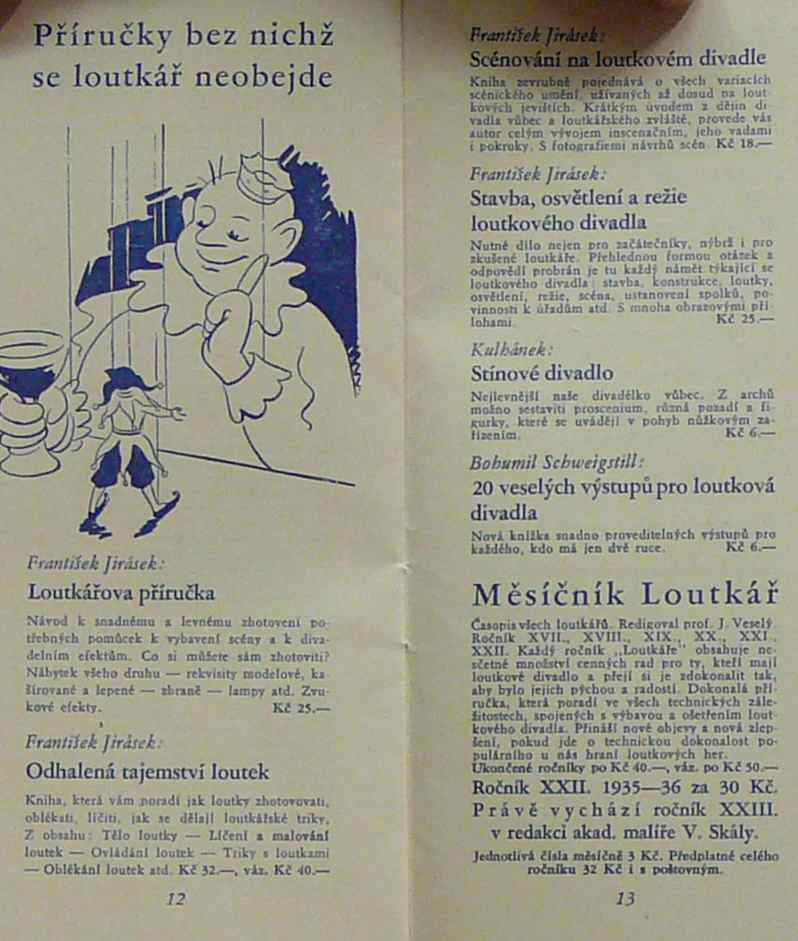 Příručky bez nichž
se loutkář neobejde
František Jirásek:
Loutkářova příručka
Návod k snadnému a levnému zhotovení po-
třebných pomůcek k vybavení scény a k diva-
delním efektům. Co si můžete sám zhotoviti?
Nábytek všeho druhu — rekvisity modelové, ka-
šírované a lepené — zbraně — lampy atd. Zvu-
kové efekty. Kč 25.—
František Jirásek:
Odhalená tajemství loutek
Kniha, která vám poradí jak loutky zhotovovati,
oblékati, líčiti, jak se dělají loutkářské triky,
Z obsahu: Tělo loutky — Líčení a malování
loutek — Ovládání loutek — Triky s loutkami
— Oblékání loutek atd. Kč 32.—, váz. Kč 40.—
12
František Jirásek:
Scénování na loutkovém divadle
Kniha zevrubně pojednává o všech variacích
scénického umění, užívaných až dosud na lout-
kových jevištích. Krátkým úvodem z dějin di-
vadla vůbec a loutkářského zvláště, provede vás
autor celým vývojem inscenačním, jeho vadami
i pokroky. S fotografiemi návrhů scén. Kč 18.—
František Jirásek:
Stavba, osvětlení a režie
loutkového divadla
Nutné dílo nejen pro začátečníky, nýbrž i pro
zkušené loutkáře. Přehlednou formou otázek a
odpovědí probrán je tu každý námět týkající se
loutkového divadla: stavba, konstrukce, loutky,
osvětlení, režie, scéna, ustanovení spolků, po-
vinnosti k úřadům atd. S mnoha obrazovými pří-
lohami. Kč 25.—
Kulhánek:
Stínové divadlo
Nejlevnější naše divadélko vůbec. Z archů
možno sestaviti proscenium, různá pozadí a fi-
gurky, které se uvádějí v pohyb nůžkovým za-
řízením. Kč 6.—
Bohumil Schweigstill:
20 veselých výstupů pro loutková
divadla
Nová knížka snadno proveditelných výstupů pro
každého, kdo má jen dvě ruce. Kč 6.—
Měsíčník Loutkář
Časopis všech loutkářů. Redigoval prof. J. Veselý.
Ročník XVII., XVIII., XIX., XX., XXI.,
XXII. Každý ročník „Loutkáře" obsahuje ne-
sčetné množství cenných rad pro ty, kteří mají
loutkové divadlo a přejí si je zdokonalit tak,
aby bylo jejich pýchou a radostí. Dokonalá pří-
ručka, která poradí ve všech technických zále-
žitostech, spojených s výbavou a ošetřením lout-
kového divadla. Přináší nové objevy a nová zlep-
šení, pokud jde o technickou dokonalost po-
pulárního u nás hraní loutkových her.
Ukončené ročníky po Kč 40.—, váz. po Kč 50.—
Ročník XXII. 1935—36 za 30 Kč.
Právě vychází ročník XXIII.
v redakci akad. malíře V. Skály.
Jednotlivá čísla měsíčně 3 Kč. Předplatné celého
ročníku 32 Kč i s poštovným.
13